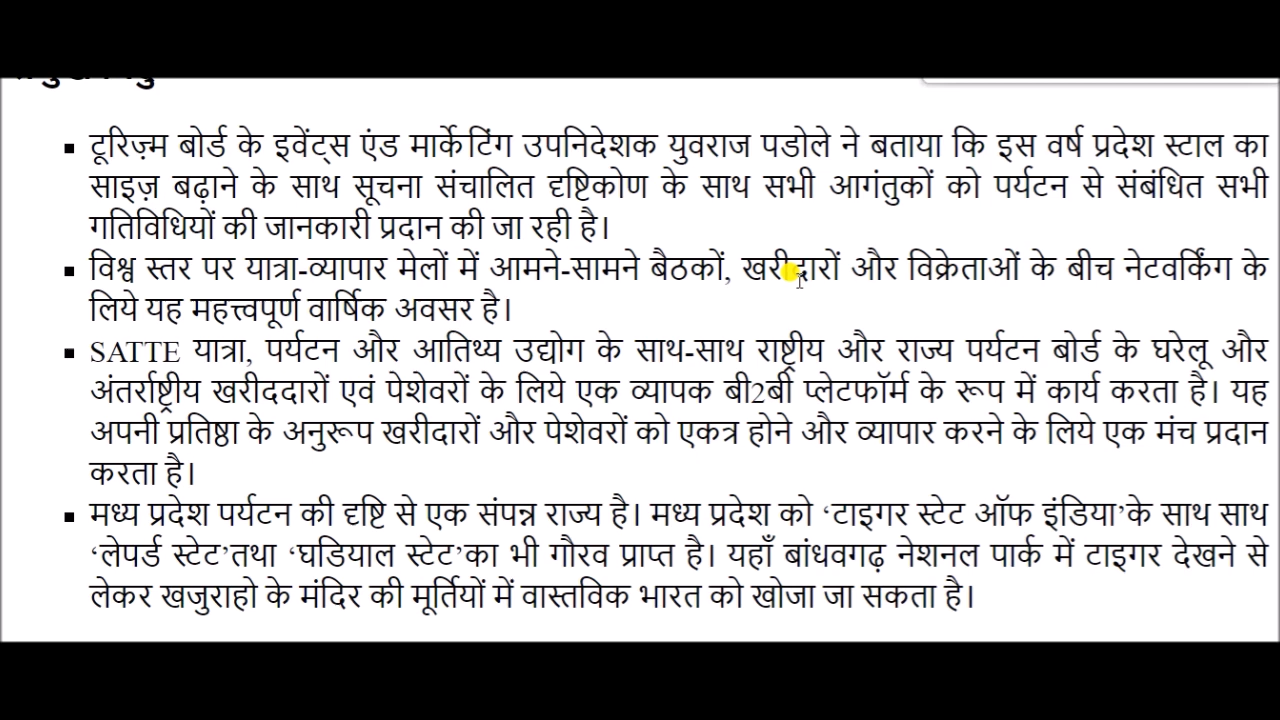 टूरिज़्म बोर्ड के इवेंट्स एंड मार्केटिंग उपनिदेशक युवराज पडोले ने बताया कि इस वर्ष प्रदेश स्टाल का
साइज़ बढ़ाने के साथ सूचना संचालित दृष्टिकोण के साथ सभी आगंतुकों को पर्यटन से संबंधित सभी
गतिविधियों की जानकारी प्रदान की जा रही है।
विश्व स्तर पर यात्रा-व्यापार मेलों में आमने-सामने बैठकों, खरीद्दारों और विक्रेताओं के बीच नेटवर्किंग के
लिये यह महत्त्वपूर्ण वार्षिक अवसर है।
SATTE यात्रा, पर्यटन और आतिथ्य उद्योग के साथ-साथ राष्ट्रीय और राज्य पर्यटन बोर्ड के घरेलू और
अंतर्राष्ट्रीय खरीददारों एवं पेशेवरों के लिये एक व्यापक बी2बी प्लेटफॉर्म के रूप में कार्य करता है। यह
अपनी प्रतिष्ठा के अनुरूप खरीदारों और पेशेवरों को एकत्र होने और व्यापार करने के लिये एक मंच प्रदान
करता है।
मध्य प्रदेश पर्यटन की दृष्टि से एक संपन्न राज्य है। मध्य प्रदेश को ‘टाइगर स्टेट ऑफ इंडिया’के साथ साथ
‘लेपर्ड स्टेट’तथा ‘घडियाल स्टेट’का भी गौरव प्राप्त है। यहाँ बांधवगढ़ नेशनल पार्क में टाइगर देखने से
लेकर खजुराहो के मंदिर की मूर्तियों में वास्तविक भारत को खोजा जा सकता है।